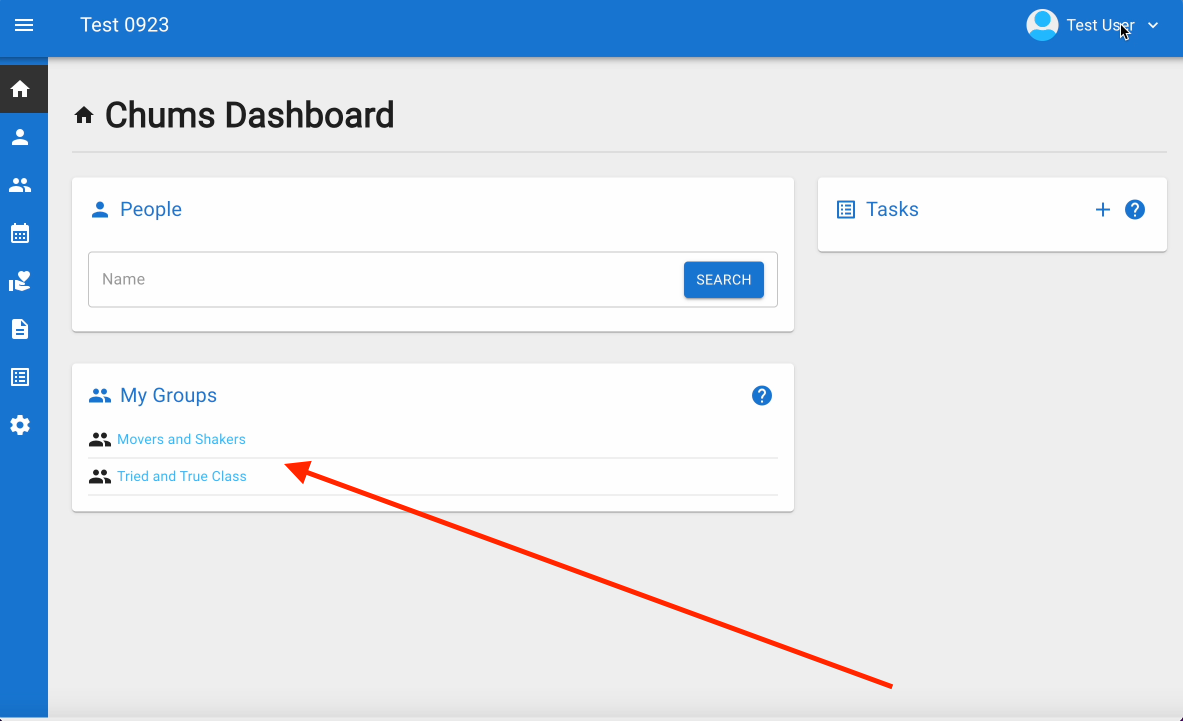 Test 0923
Test User
Chums Dashboard
People
Name
SEARCH
Tasks
My Groups
Movers and Shakers
Tried and True Class